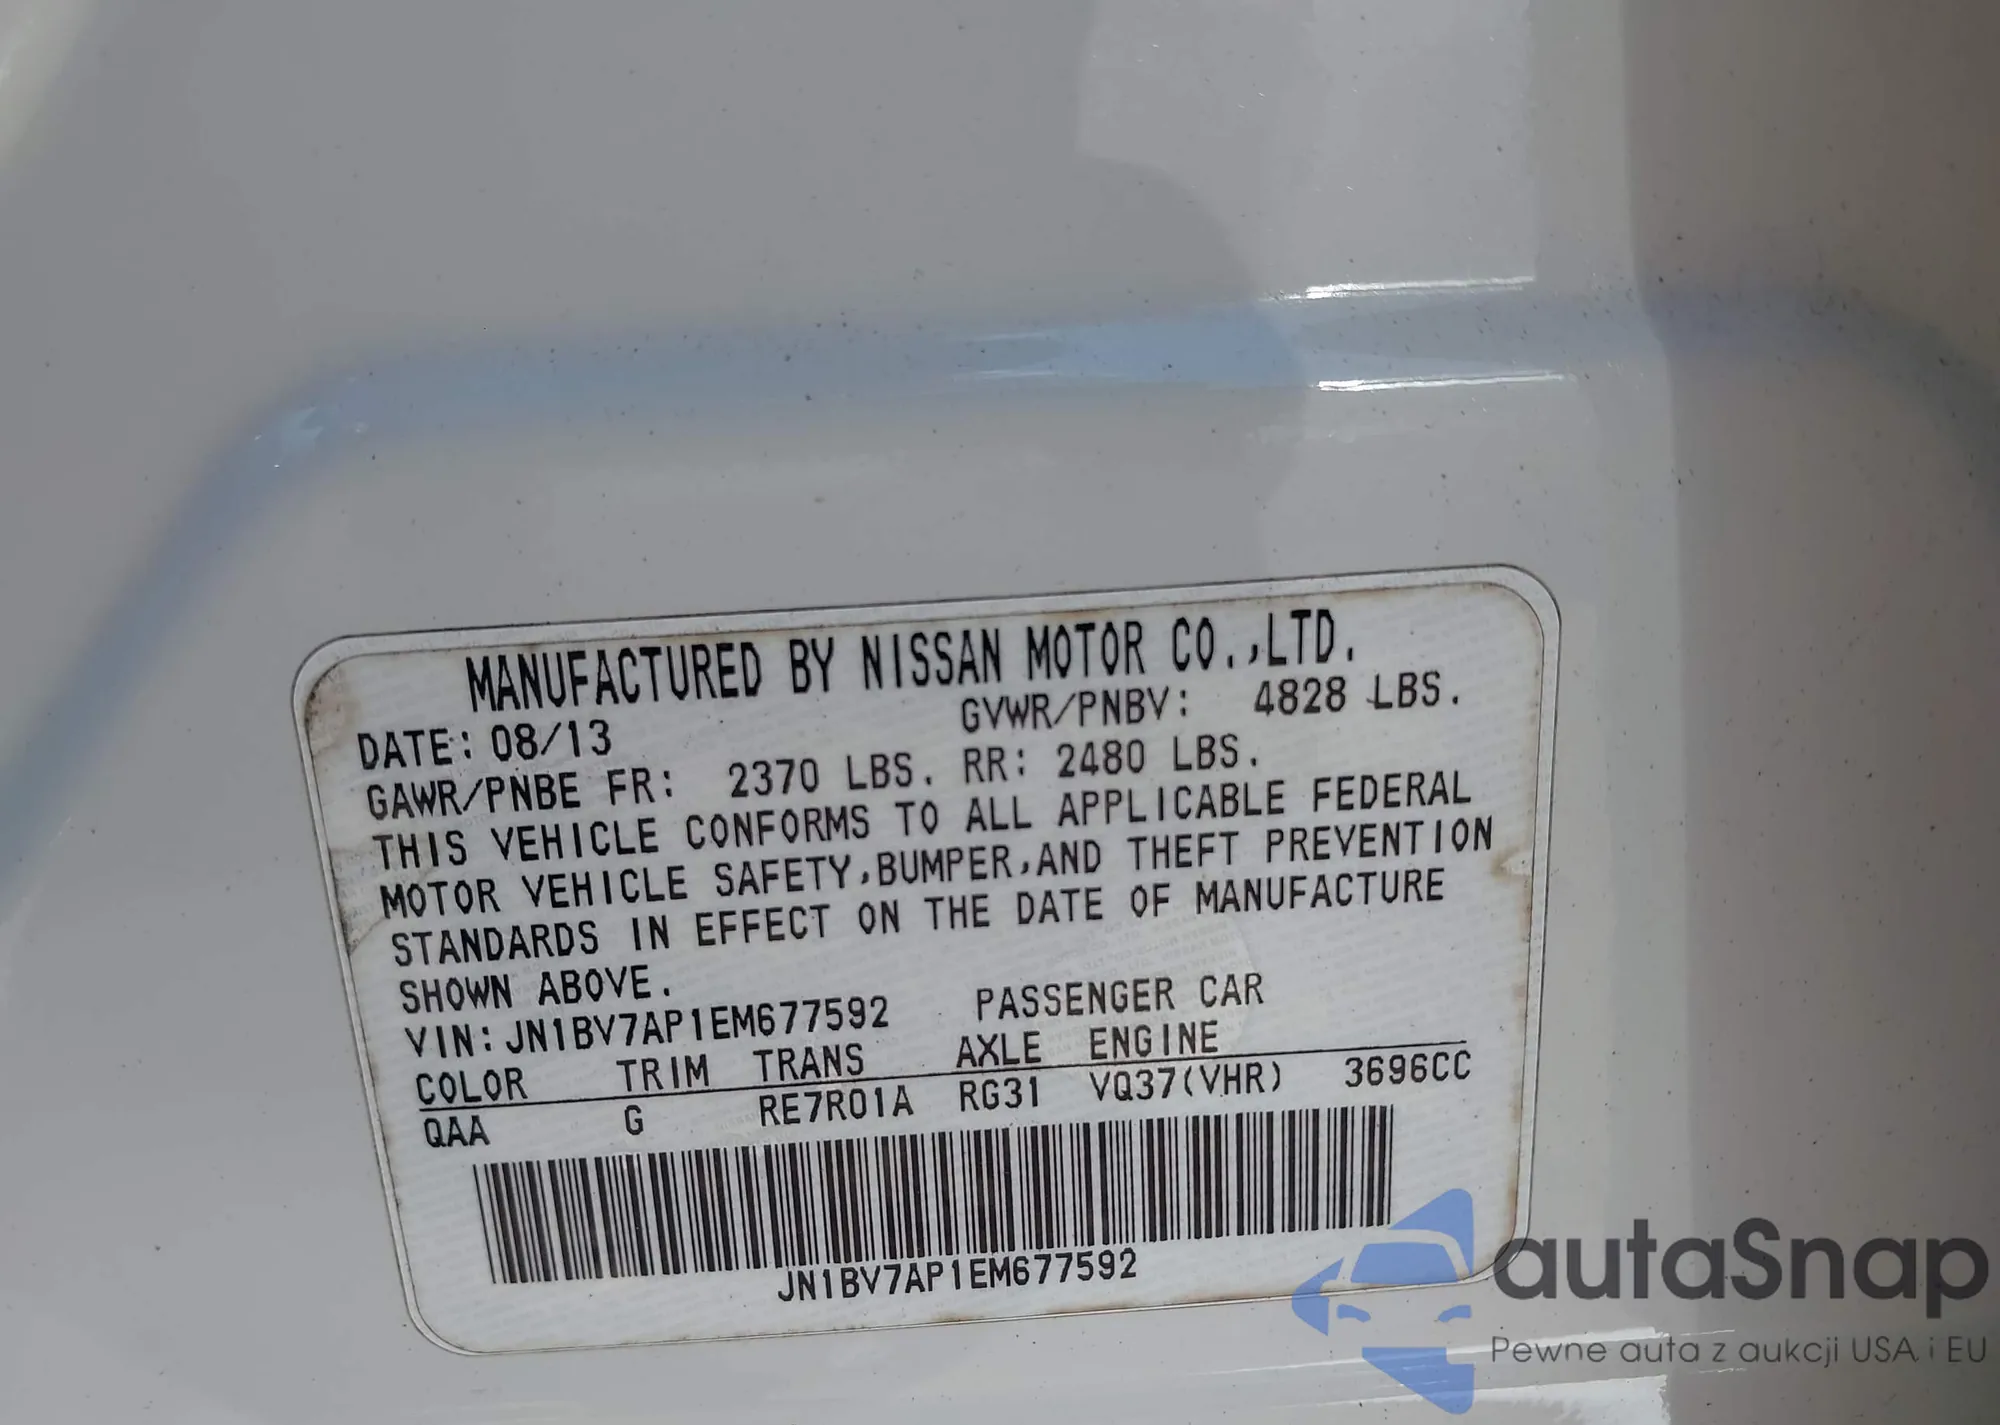 MANUFACTURED BY NISSAN MOTOR CO.,LTD.
DATE: 08/13 GVWR/PNBV: 4828 LBS.
GAWR/PNBE FR: 2370 LBS. RR: 2480 LBS.
THIS VEHICLE CONFORMS TO ALL APPLICABLE FEDERAL
MOTOR VEHICLE SAFETY,BUMPER,AND THEFT PREVENTION
STANDARDS IN EFFECT ON THE DATE OF MANUFACTURE
SHOWN ABOVE.
VIN: JN1BV7AP1EM677592 PASSENGER CAR
COLOR TRIM TRANS AXLE ENGINE
QAA G RE7R01A RG31 VQ37(VHR) 3696CC
JN1BV7AP1EM677592
autaSnap
Pewne auta z aukcji USA i EU